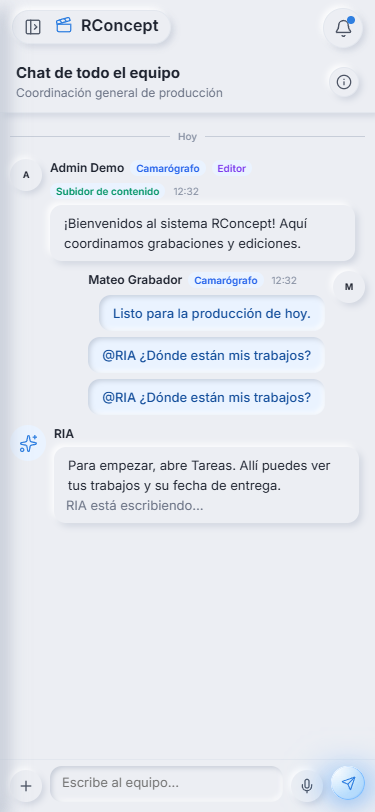 RConcept
Chat de todo el equipo
Coordinación general de producción
Hoy
A
Admin Demo Camarógrafo Editor
Subidor de contenido 12:32
¡Bienvenidos al sistema RConcept! Aquí
coordinamos grabaciones y ediciones.
Mateo Grabador Camarógrafo 12:32
M
Listo para la producción de hoy.
@RIA ¿Dónde están mis trabajos?
@RIA ¿Dónde están mis trabajos?
RIA
Para empezar, abre Tareas. Allí puedes ver
tus trabajos y su fecha de entrega.
RIA está escribiendo...
Escribe al equipo...